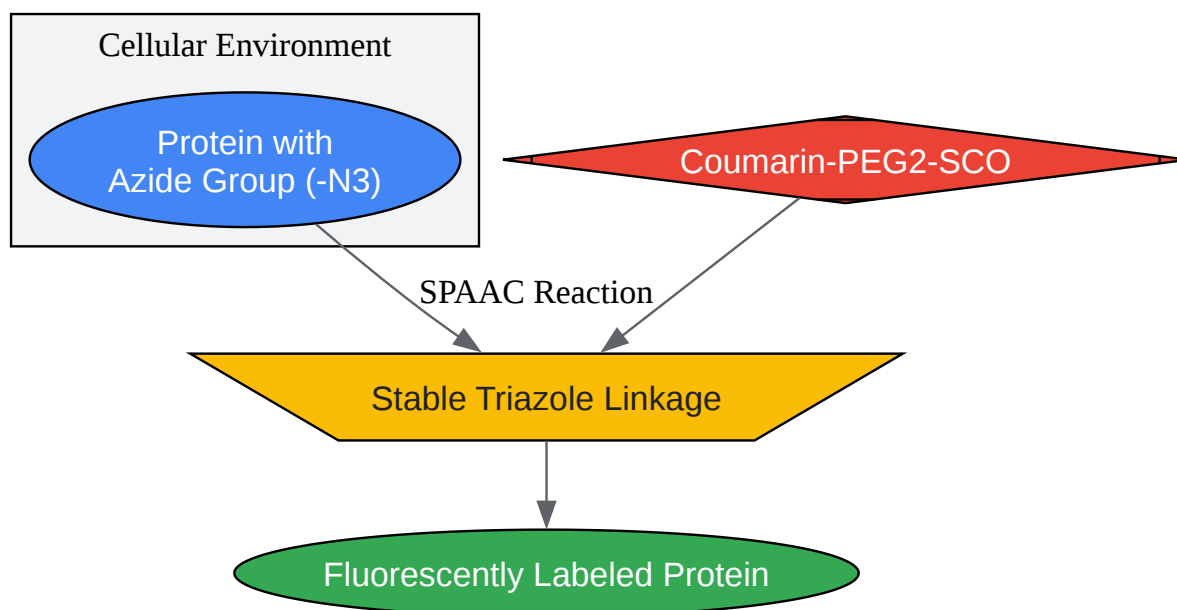 Cellular Environment
Protein with
Azide Group (-N3)
Coumarin-PEG2-SCO
SPAAC Reaction
Stable Triazole Linkage
Fluorescently Labeled Protein